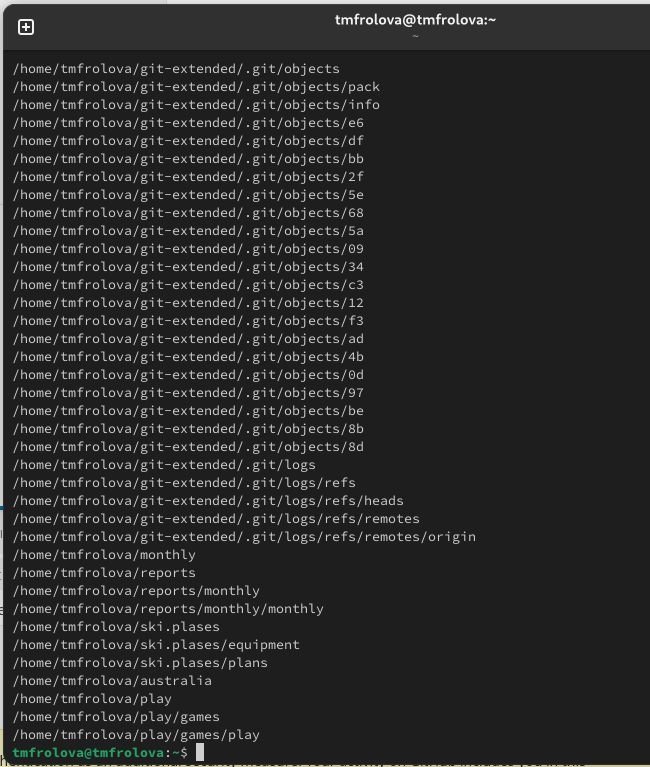 tmfrolova@tmfrolova:~
~
/home/tmfrolova/git-extended/.git/objects
/home/tmfrolova/git-extended/.git/objects/pack
/home/tmfrolova/git-extended/.git/objects/info
/home/tmfrolova/git-extended/.git/objects/e6
/home/tmfrolova/git-extended/.git/objects/df
/home/tmfrolova/git-extended/.git/objects/bb
/home/tmfrolova/git-extended/.git/objects/2f
/home/tmfrolova/git-extended/.git/objects/5e
/home/tmfrolova/git-extended/.git/objects/68
/home/tmfrolova/git-extended/.git/objects/5a
/home/tmfrolova/git-extended/.git/objects/09
/home/tmfrolova/git-extended/.git/objects/34
/home/tmfrolova/git-extended/.git/objects/c3
/home/tmfrolova/git-extended/.git/objects/12
/home/tmfrolova/git-extended/.git/objects/f3
/home/tmfrolova/git-extended/.git/objects/ad
/home/tmfrolova/git-extended/.git/objects/4b
/home/tmfrolova/git-extended/.git/objects/0d
/home/tmfrolova/git-extended/.git/objects/97
/home/tmfrolova/git-extended/.git/objects/be
/home/tmfrolova/git-extended/.git/objects/8b
/home/tmfrolova/git-extended/.git/objects/8d
/home/tmfrolova/git-extended/.git/logs
/home/tmfrolova/git-extended/.git/logs/refs
/home/tmfrolova/git-extended/.git/logs/refs/heads
/home/tmfrolova/git-extended/.git/logs/refs/remotes
/home/tmfrolova/git-extended/.git/logs/refs/remotes/origin
/home/tmfrolova/monthly
/home/tmfrolova/reports
/home/tmfrolova/reports/monthly
/home/tmfrolova/reports/monthly/monthly
/home/tmfrolova/ski.plases
/home/tmfrolova/ski.plases/equipment
/home/tmfrolova/ski.plases/plans
/home/tmfrolova/australia
/home/tmfrolova/play
/home/tmfrolova/play/games
/home/tmfrolova/play/games/play
tmfrolova@tmfrolova:~$